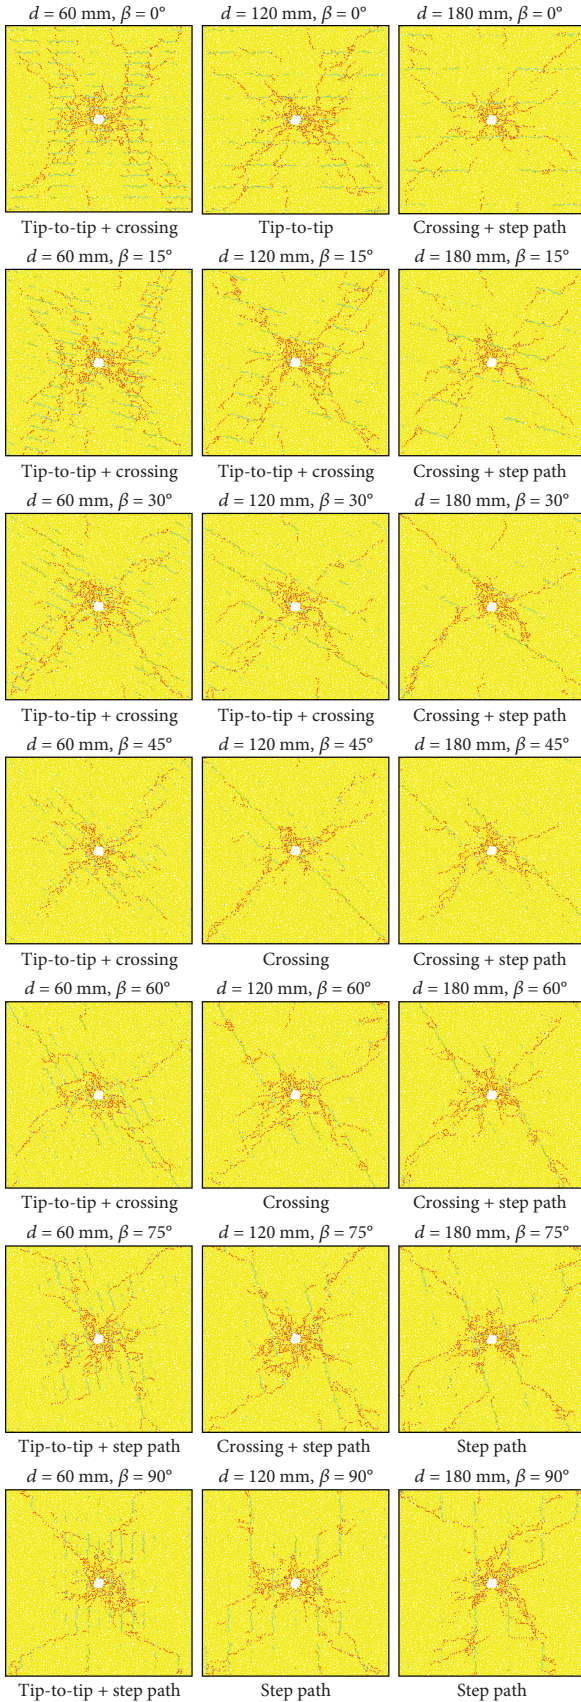 d = 60 mm, β = 0° d = 120 mm, β = 0° d = 180 mm, β = 0°
Tip-to-tip + crossing Tip-to-tip Crossing + step path
d = 60 mm, β = 15° d = 120 mm, β = 15° d = 180 mm, β = 15°
Tip-to-tip + crossing Tip-to-tip + crossing Crossing + step path
d = 60 mm, β = 30° d = 120 mm, β = 30° d = 180 mm, β = 30°
Tip-to-tip + crossing Tip-to-tip + crossing Crossing + step path
d = 60 mm, β = 45° d = 120 mm, β = 45° d = 180 mm, β = 45°
Tip-to-tip + crossing Crossing Crossing + step path
d = 60 mm, β = 60° d = 120 mm, β = 60° d = 180 mm, β = 60°
Tip-to-tip + crossing Crossing Crossing + step path
d = 60 mm, β = 75° d = 120 mm, β = 75° d = 180 mm, β = 75°
Tip-to-tip + step path Crossing + step path Step path
d = 60 mm, β = 90° d = 120 mm, β = 90° d = 180 mm, β = 90°
Tip-to-tip + step path Step path Step path